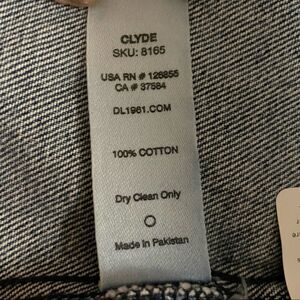 CLYDE
SKU: 8165
USA RN # 126855
CA # 37584
DL1961.COM
100% COTTON
Dry Clean Only
Made in Pakistan